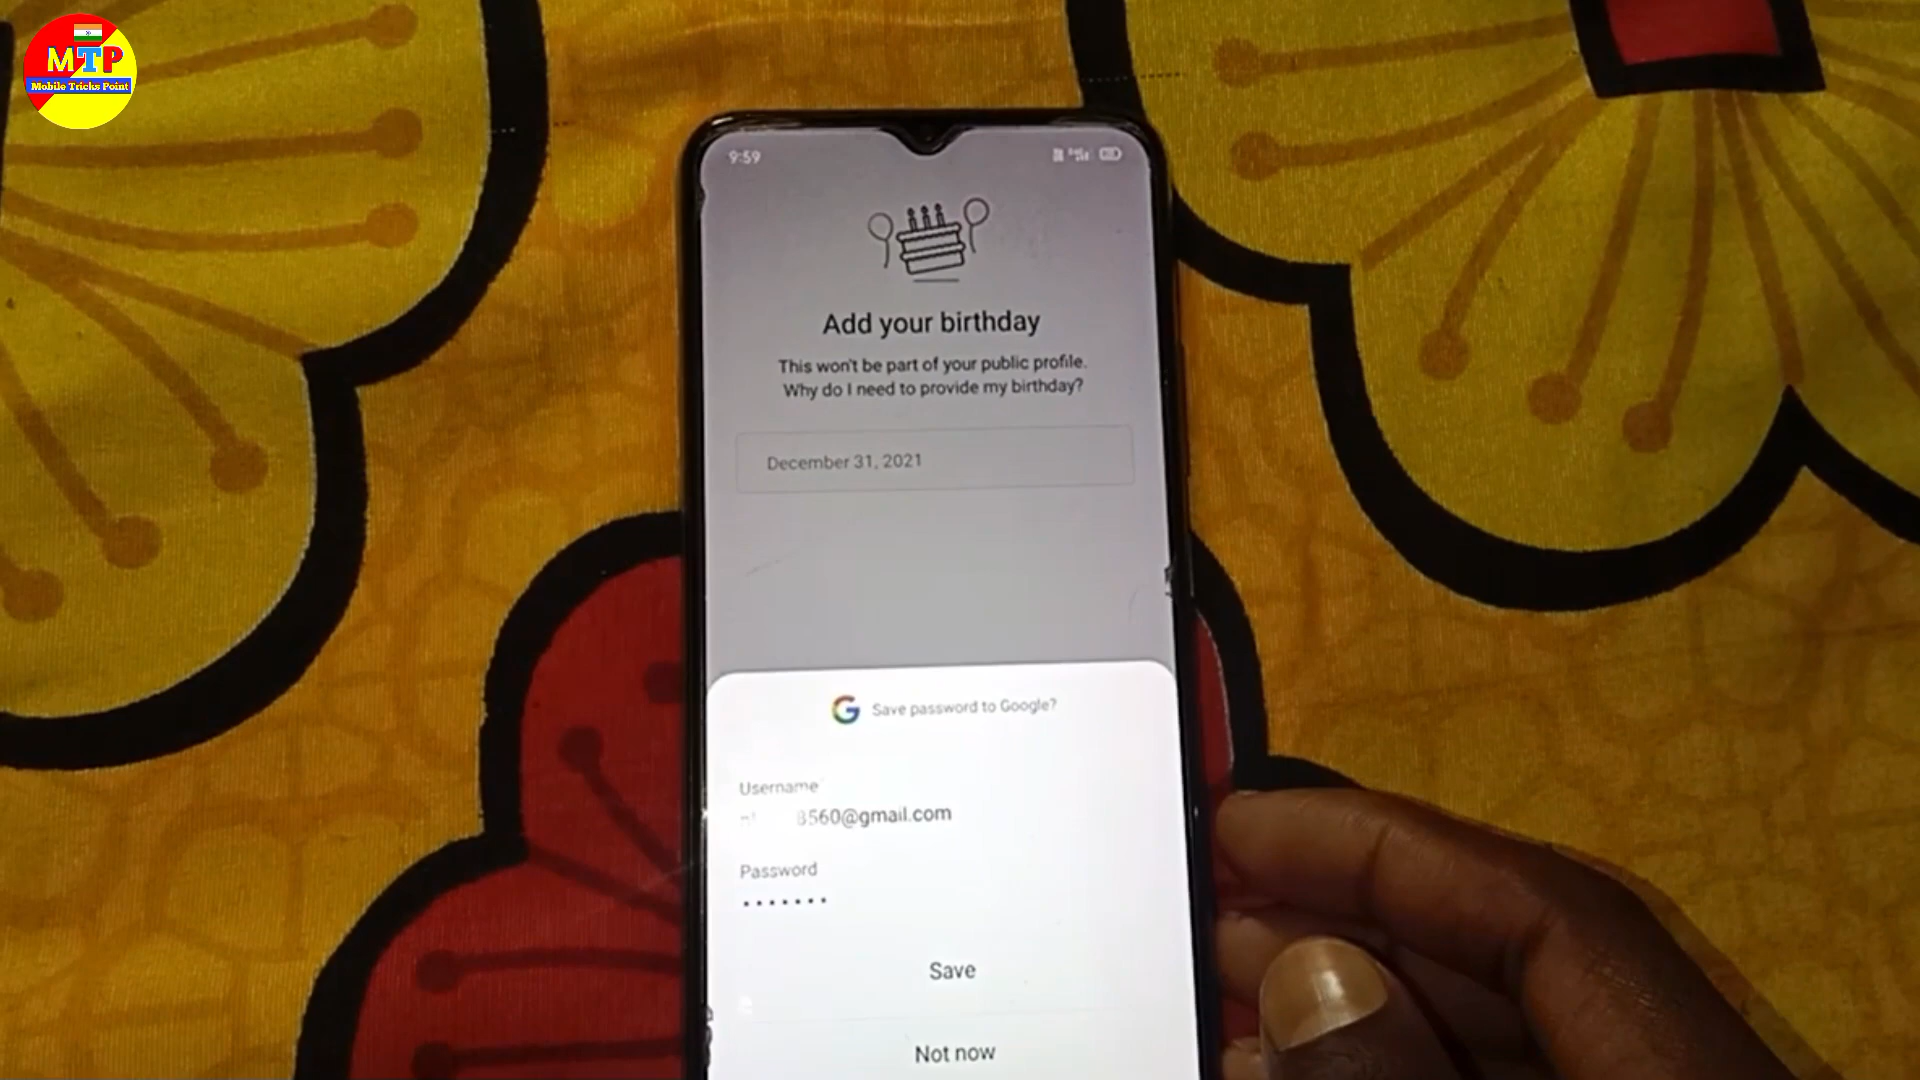 MTP
Mobile Tricks Point
9:59
Add your birthday
This won't be part of your public profile.
Why do I need to provide my birthday?
December 31, 2021
Save password to Google?
Username
8560@gmail.com
Password
Save
Not now